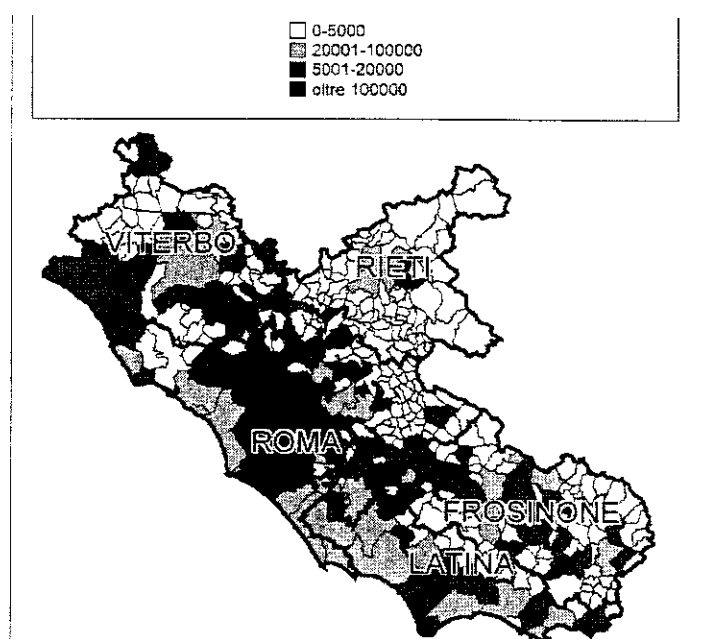 0-5000
20001-100000
5001-20000
oltre 100000
VITERBO
RIETI
ROMA
FROSINONE
LATINA